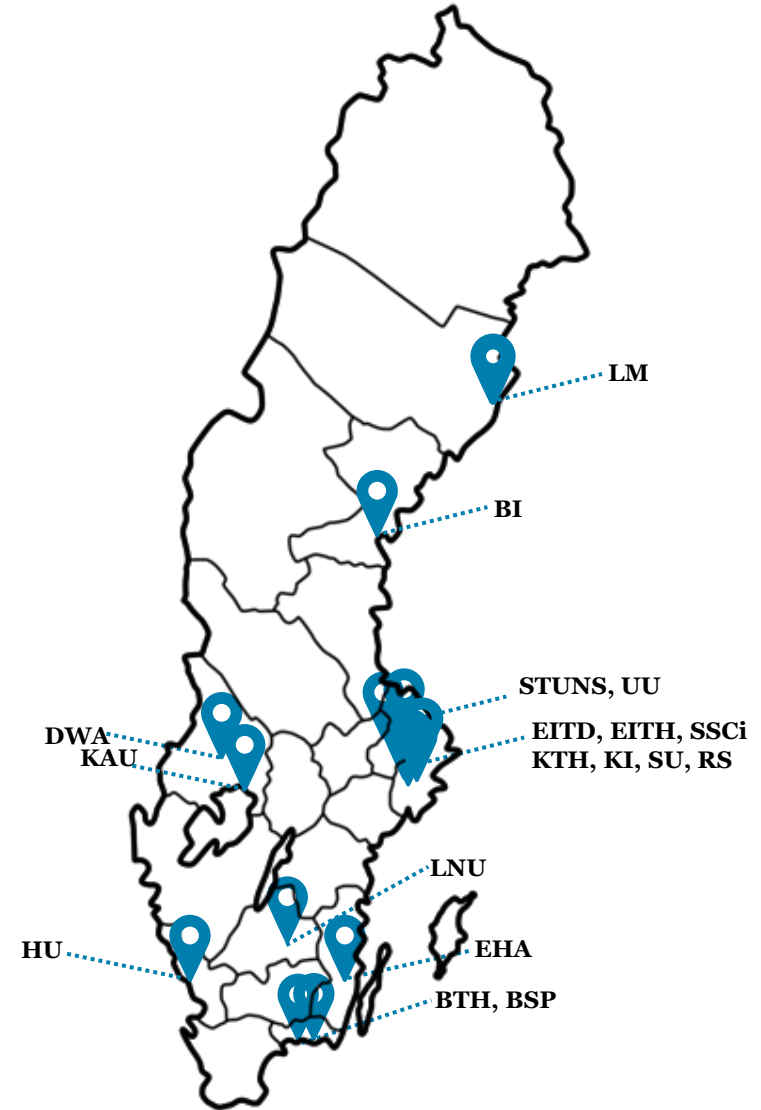 LM
BI
STUNS, UU
EITD, EITH, SSCi
KTH, KI, SU, RS
DWA
KAU
LNU
HU
EHA
BTH, BSP